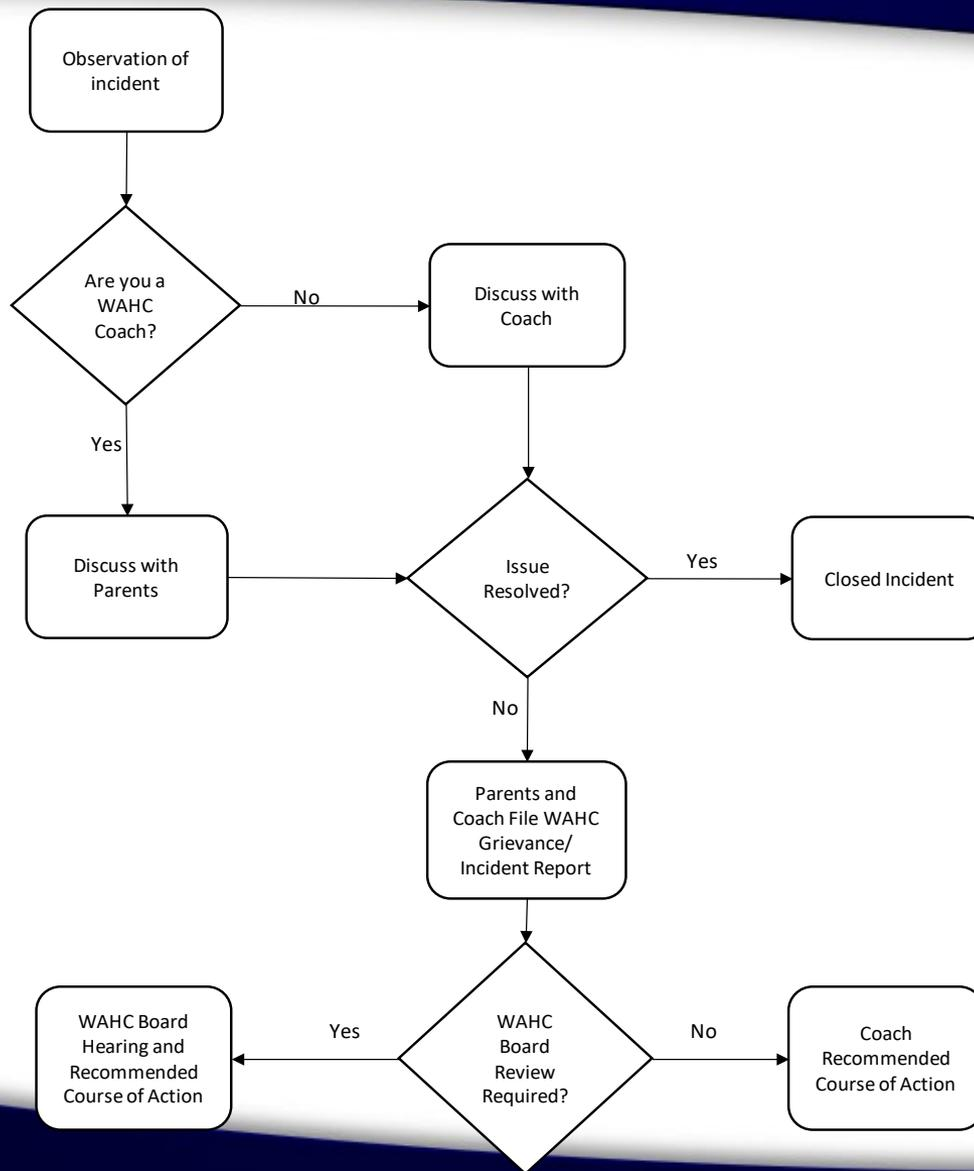 Observation of
incident
Are you a
WAHC
Coach?
No
Discuss with
Coach
Yes
Discuss with
Parents
Issue
Resolved?
Yes
Closed Incident
No
Parents and
Coach File WAHC
Grievance/
Incident Report
WAHC Board
Hearing and
Recommended
Course of Action
Yes
WAHC
Board
Review
Required?
No
Coach
Recommended
Course of Action